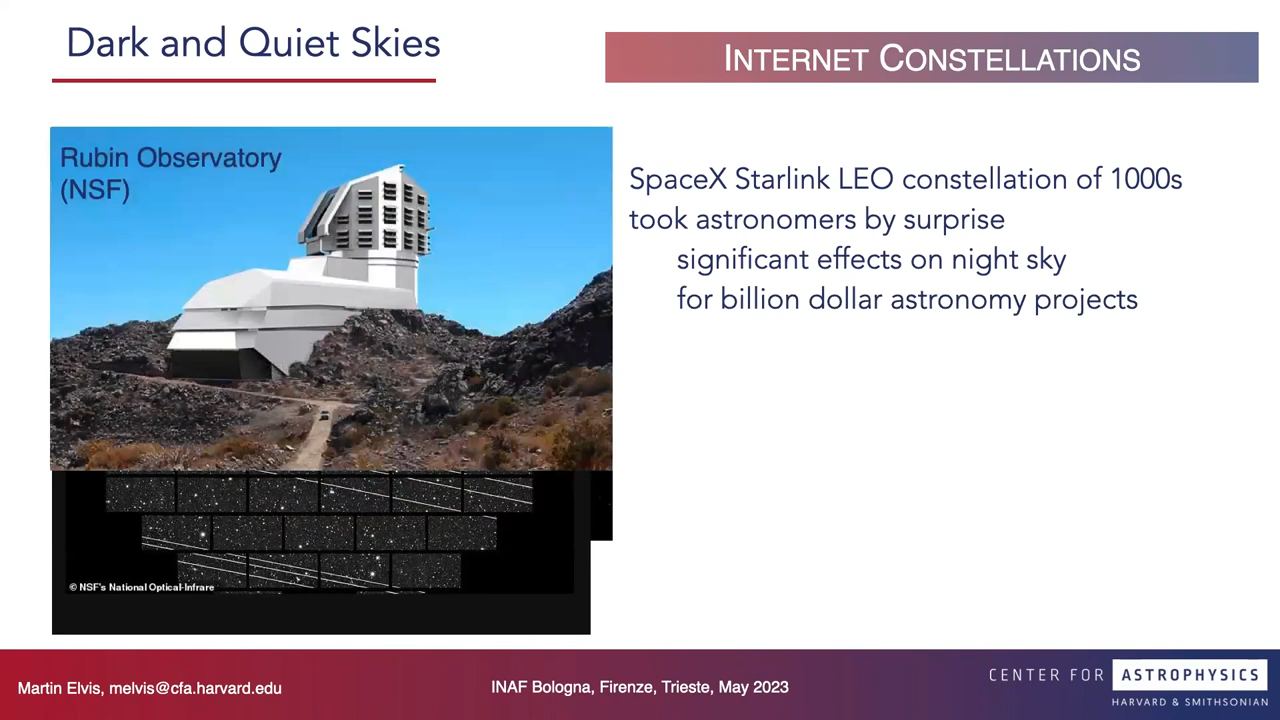 Dark and Quiet Skies
INTERNET CONSTELLATIONS
Rubin Observatory
(NSF)
SpaceX Starlink LEO constellation of 1000s
took astronomers by surprise
significant effects on night sky
for billion dollar astronomy projects
© NSF's National Optical-Infrare
Martin Elvis, melvis@cfa.harvard.edu
INAF Bologna, Firenze, Trieste, May 2023
CENTER FOR ASTROPHYSICS
HARVARD & SMITHSONIAN